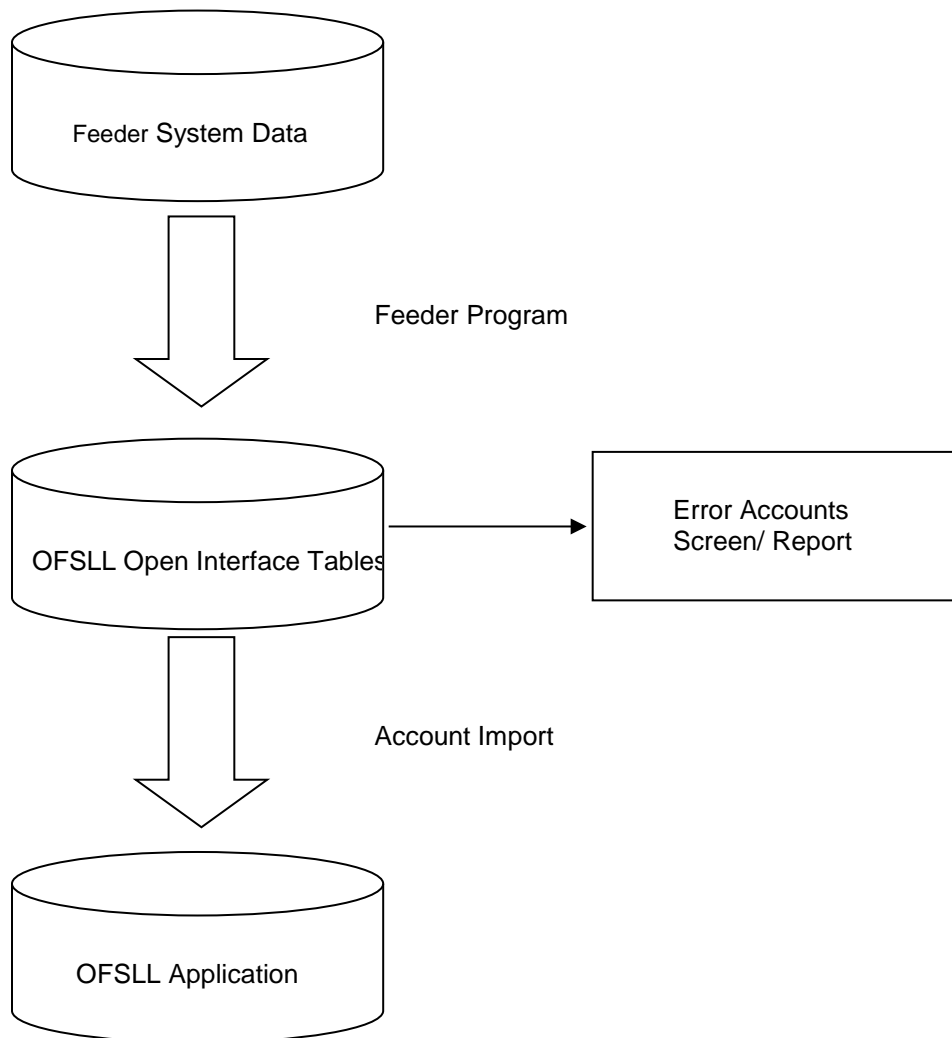 Feeder System Data
Feeder Program
OFSLL Open Interface Tables
Error Accounts
Screen/ Report
Account Import
OFSLL Application